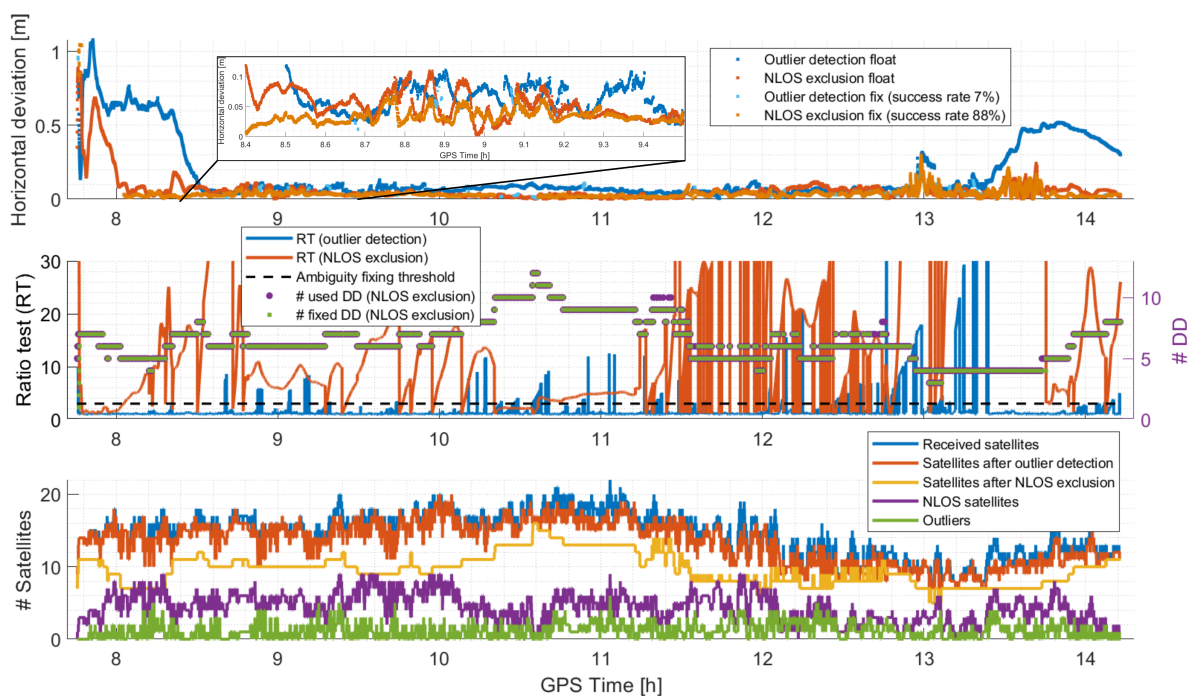 Horizontal deviation [m]
1
0.5
0
8
9
10
11
12
13
14
Horizontal deviation [m]
0.1
0.05
0
8.4
8.5
8.6
8.7
8.8
8.9
9
9.1
9.2
9.3
9.4
GPS Time [h]
Outlier detection float
NLOS exclusion float
Outlier detection fix (success rate 7%)
NLOS exclusion fix (success rate 88%)
Ratio test (RT)
30
20
10
0
RT (outlier detection)
RT (NLOS exclusion)
Ambiguity fixing threshold
# used DD (NLOS exclusion)
# fixed DD (NLOS exclusion)
10
5
0
# DD
8
9
10
11
12
13
14
# Satellites
20
10
0
Received satellites
Satellites after outlier detection
Satellites after NLOS exclusion
NLOS satellites
Outliers
8
9
10
11
12
13
14
GPS Time [h]